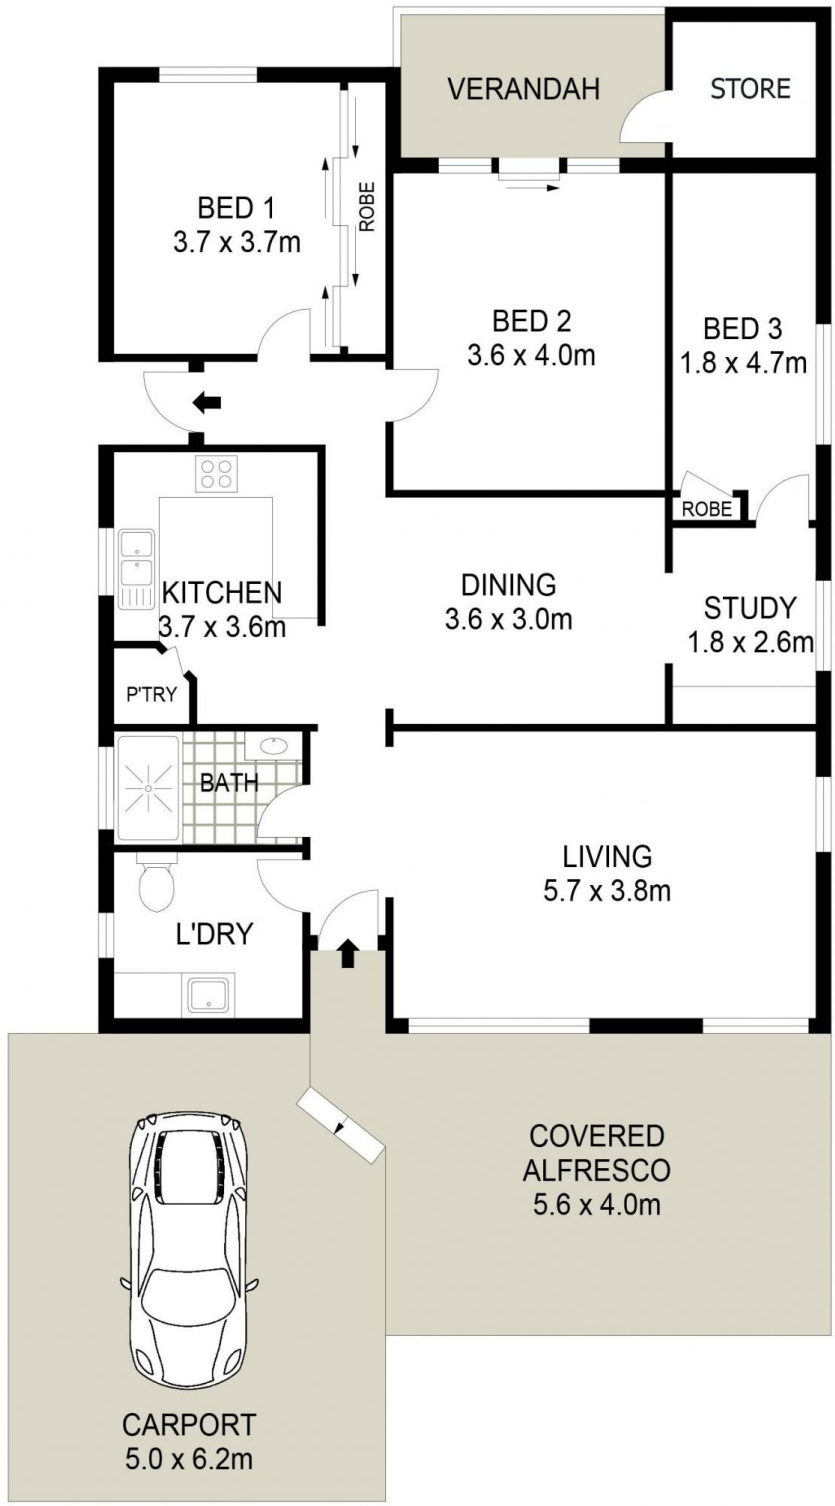 VERANDAH
STORE
BED 1
3.7 x 3.7m
ROBE
BED 2
3.6 x 4.0m
BED 3
1.8 x 4.7m
ROBE
KITCHEN
3.7 x 3.6m
DINING
3.6 x 3.0m
STUDY
1.8 x 2.6m
P'TRY
BATH
LIVING
5.7 x 3.8m
L'DRY
COVERED
ALFRESCO
5.6 x 4.0m
CARPORT
5.0 x 6.2m